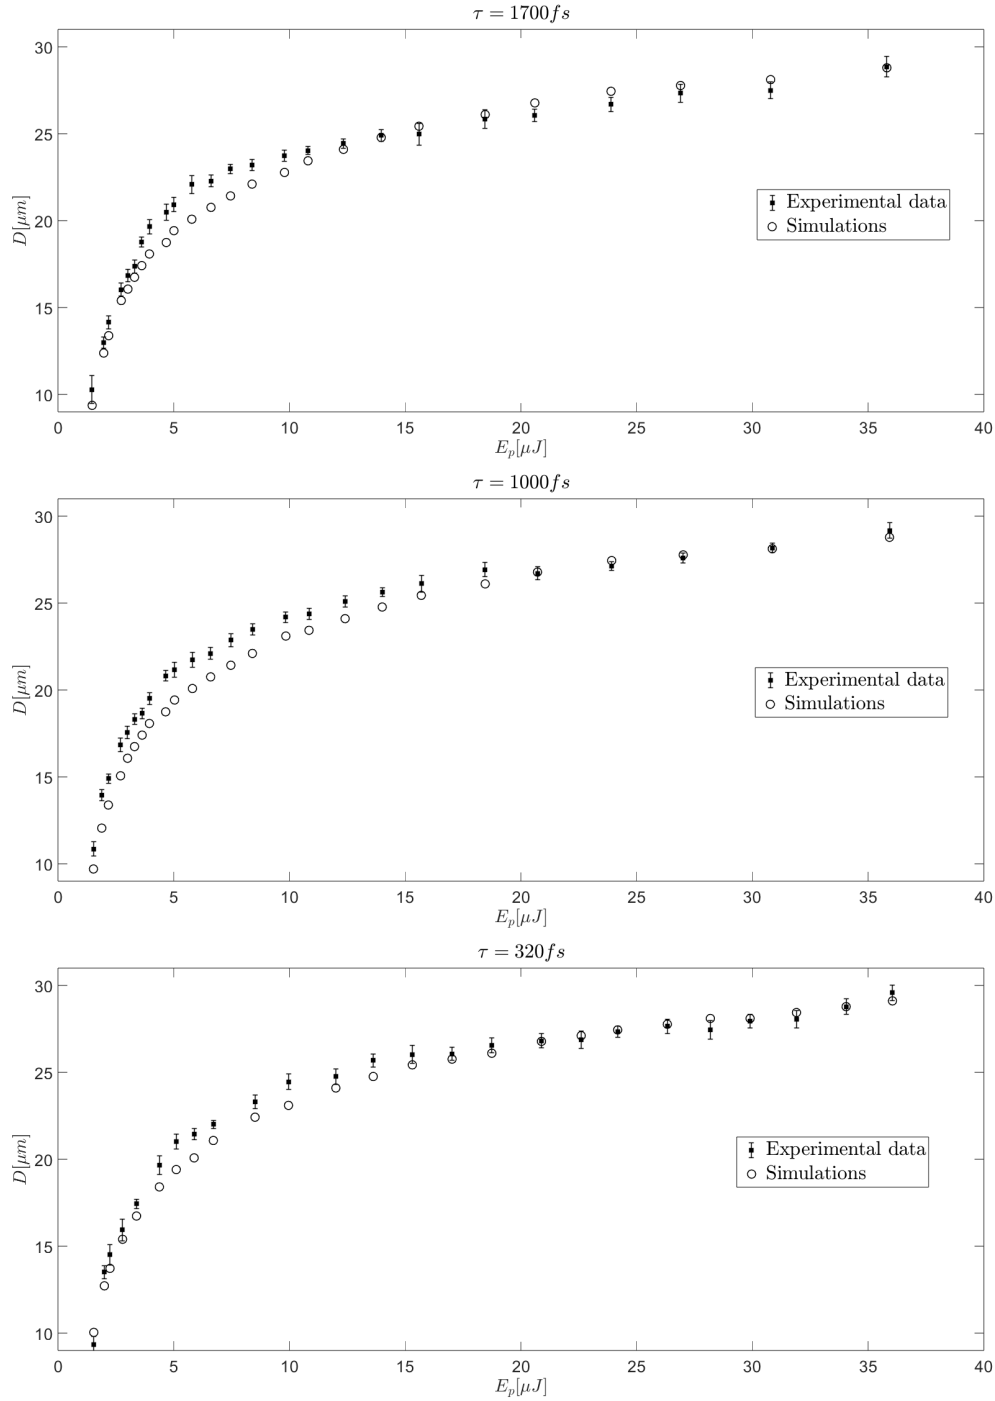 τ = 1700fs
30
25
20
15
10
D[μm]
Experimental data
Simulations
0 5 10 15 20 25 30 35 40
E_p[μJ]
τ = 1000fs
30
25
20
15
10
D[μm]
Experimental data
Simulations
0 5 10 15 20 25 30 35 40
E_p[μJ]
τ = 320fs
30
25
20
15
10
D[μm]
Experimental data
Simulations
0 5 10 15 20 25 30 35 40
E_p[μJ]